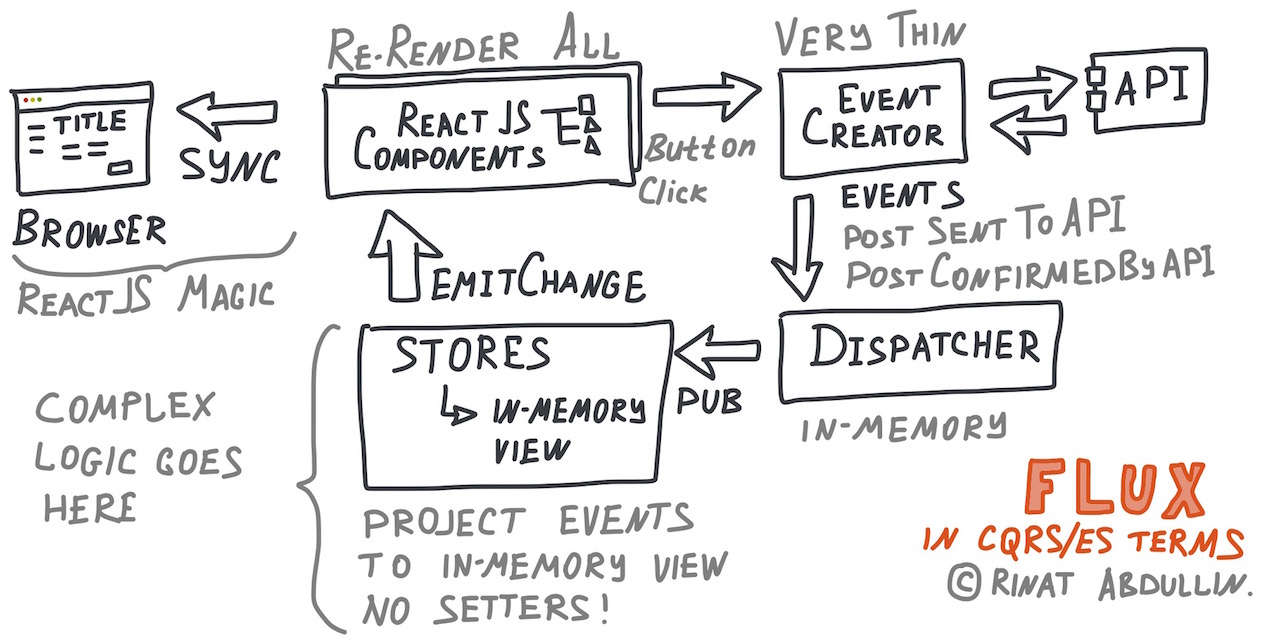 RE-RENDER ALL
VERY THIN
TITLE
SYNC
REACT JS
COMPONENTS
Button
Click
EVENT
CREATOR
API
BROWSER
REACTJS MAGIC
EMITCHANGE
EVENTS
POST SENT TO API
POST CONFIRMED By API
STORES
IN-MEMORY
VIEW
PUB
DISPATCHER
IN-MEMORY
COMPLEX
LOGIC GOES
HERE
PROJECT EVENTS
TO IN-MEMORY VIEW
NO SETTERS!
FLUX
IN CQRS/ES TERMS
© RINAT ABDULLIN.